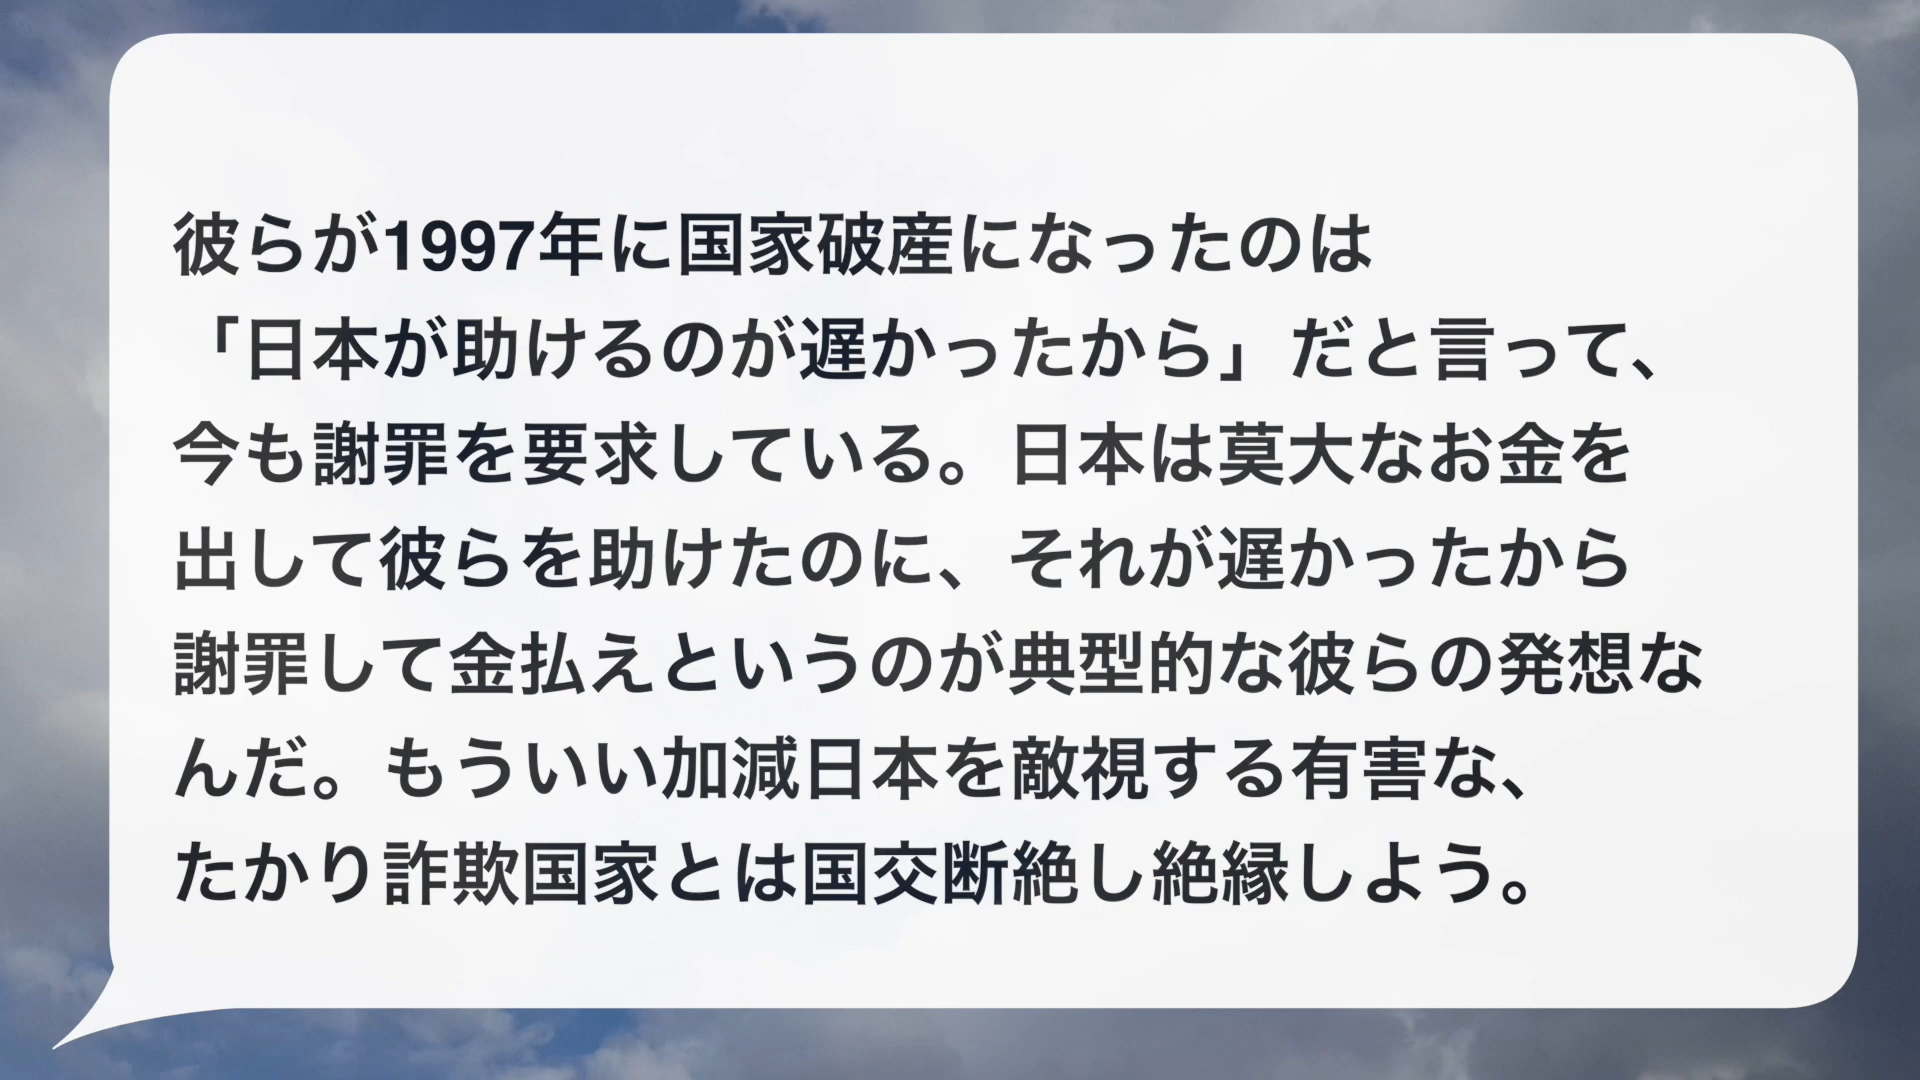 彼らが1997年に国家破産になったのは
「日本が助けるのが遅かったから」だと言って、
今も謝罪を要求している。日本は莫大なお金を
出して彼らを助けたのに、それが遅かったから
謝罪して金払えというのが典型的な彼らの発想な
んだ。もういい加減日本を敵視する有害な、
たかり詐欺国家とは国交断絶し絶縁しよう。